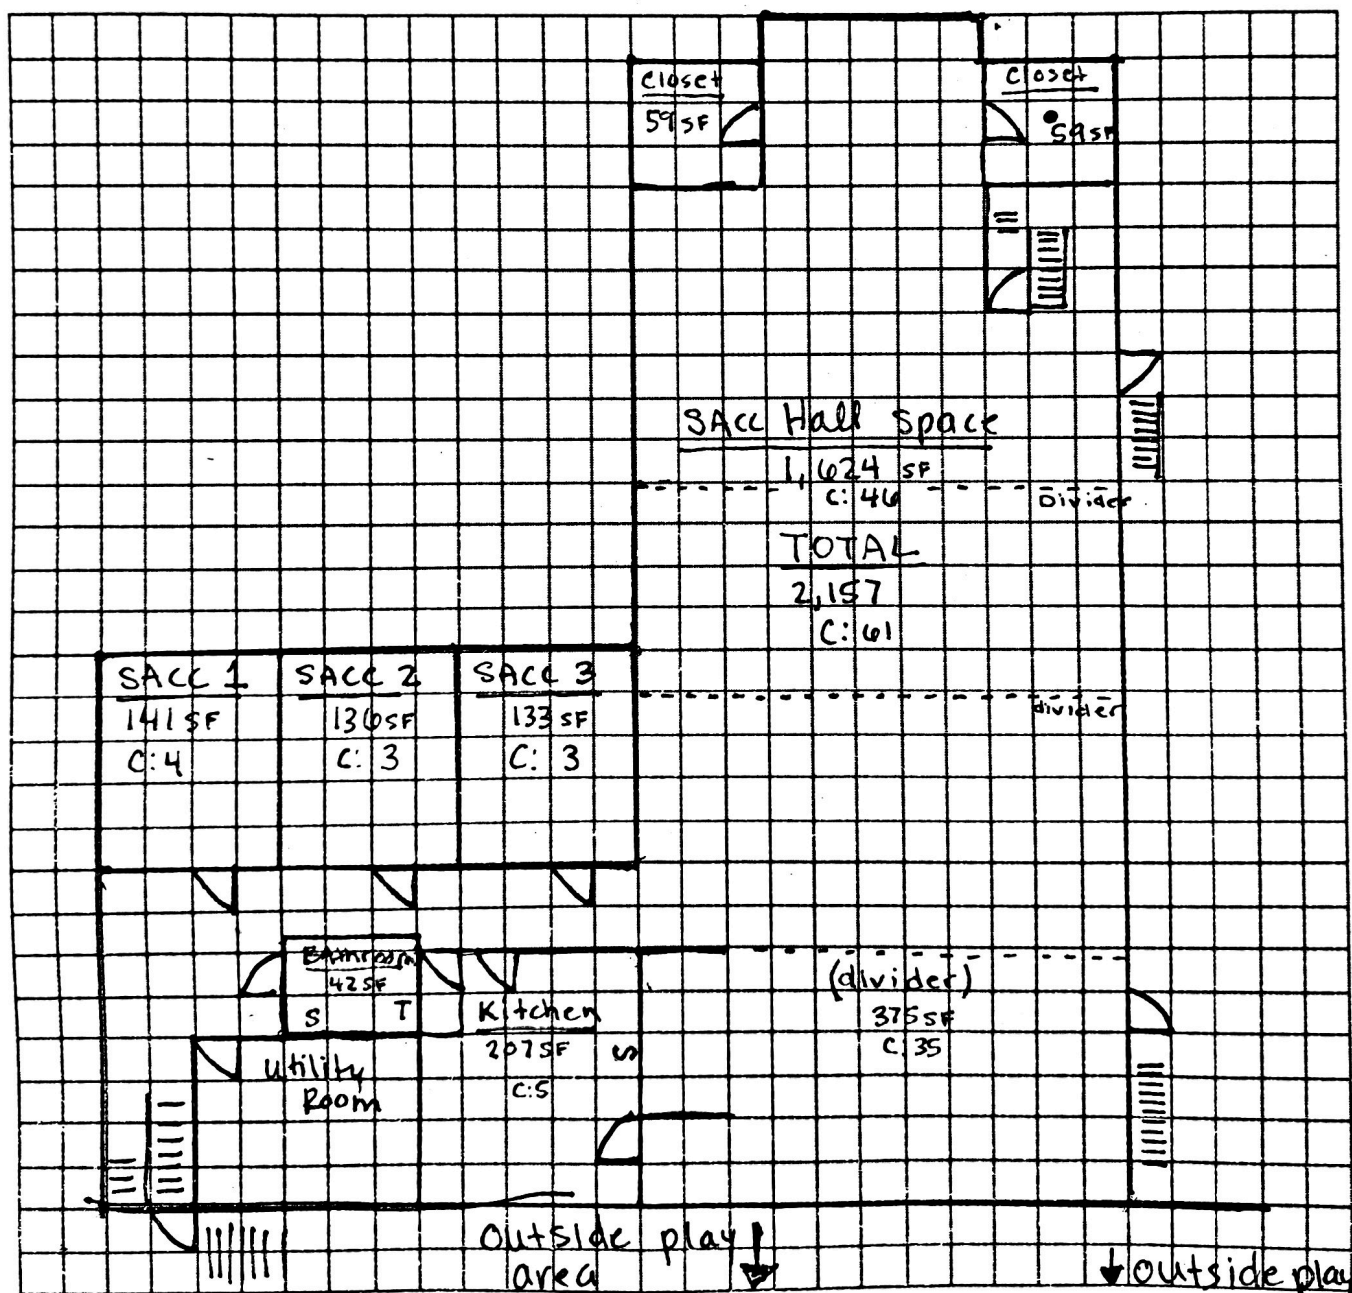 Closet
59 SF
Closet
59 SF
SACC Hall Space
1,624 SF
C: 46
Divider
TOTAL
2,157
C: 61
divider
SACC 1
141 SF
C: 4
SACC 2
136 SF
C: 3
SACC 3
133 SF
C: 3
Bathroom
42 SF
S T
Kitchen
207 SF S
C: 5
(divider)
375 SF
C. 35
Utility
Room
Outside play
area
outside play